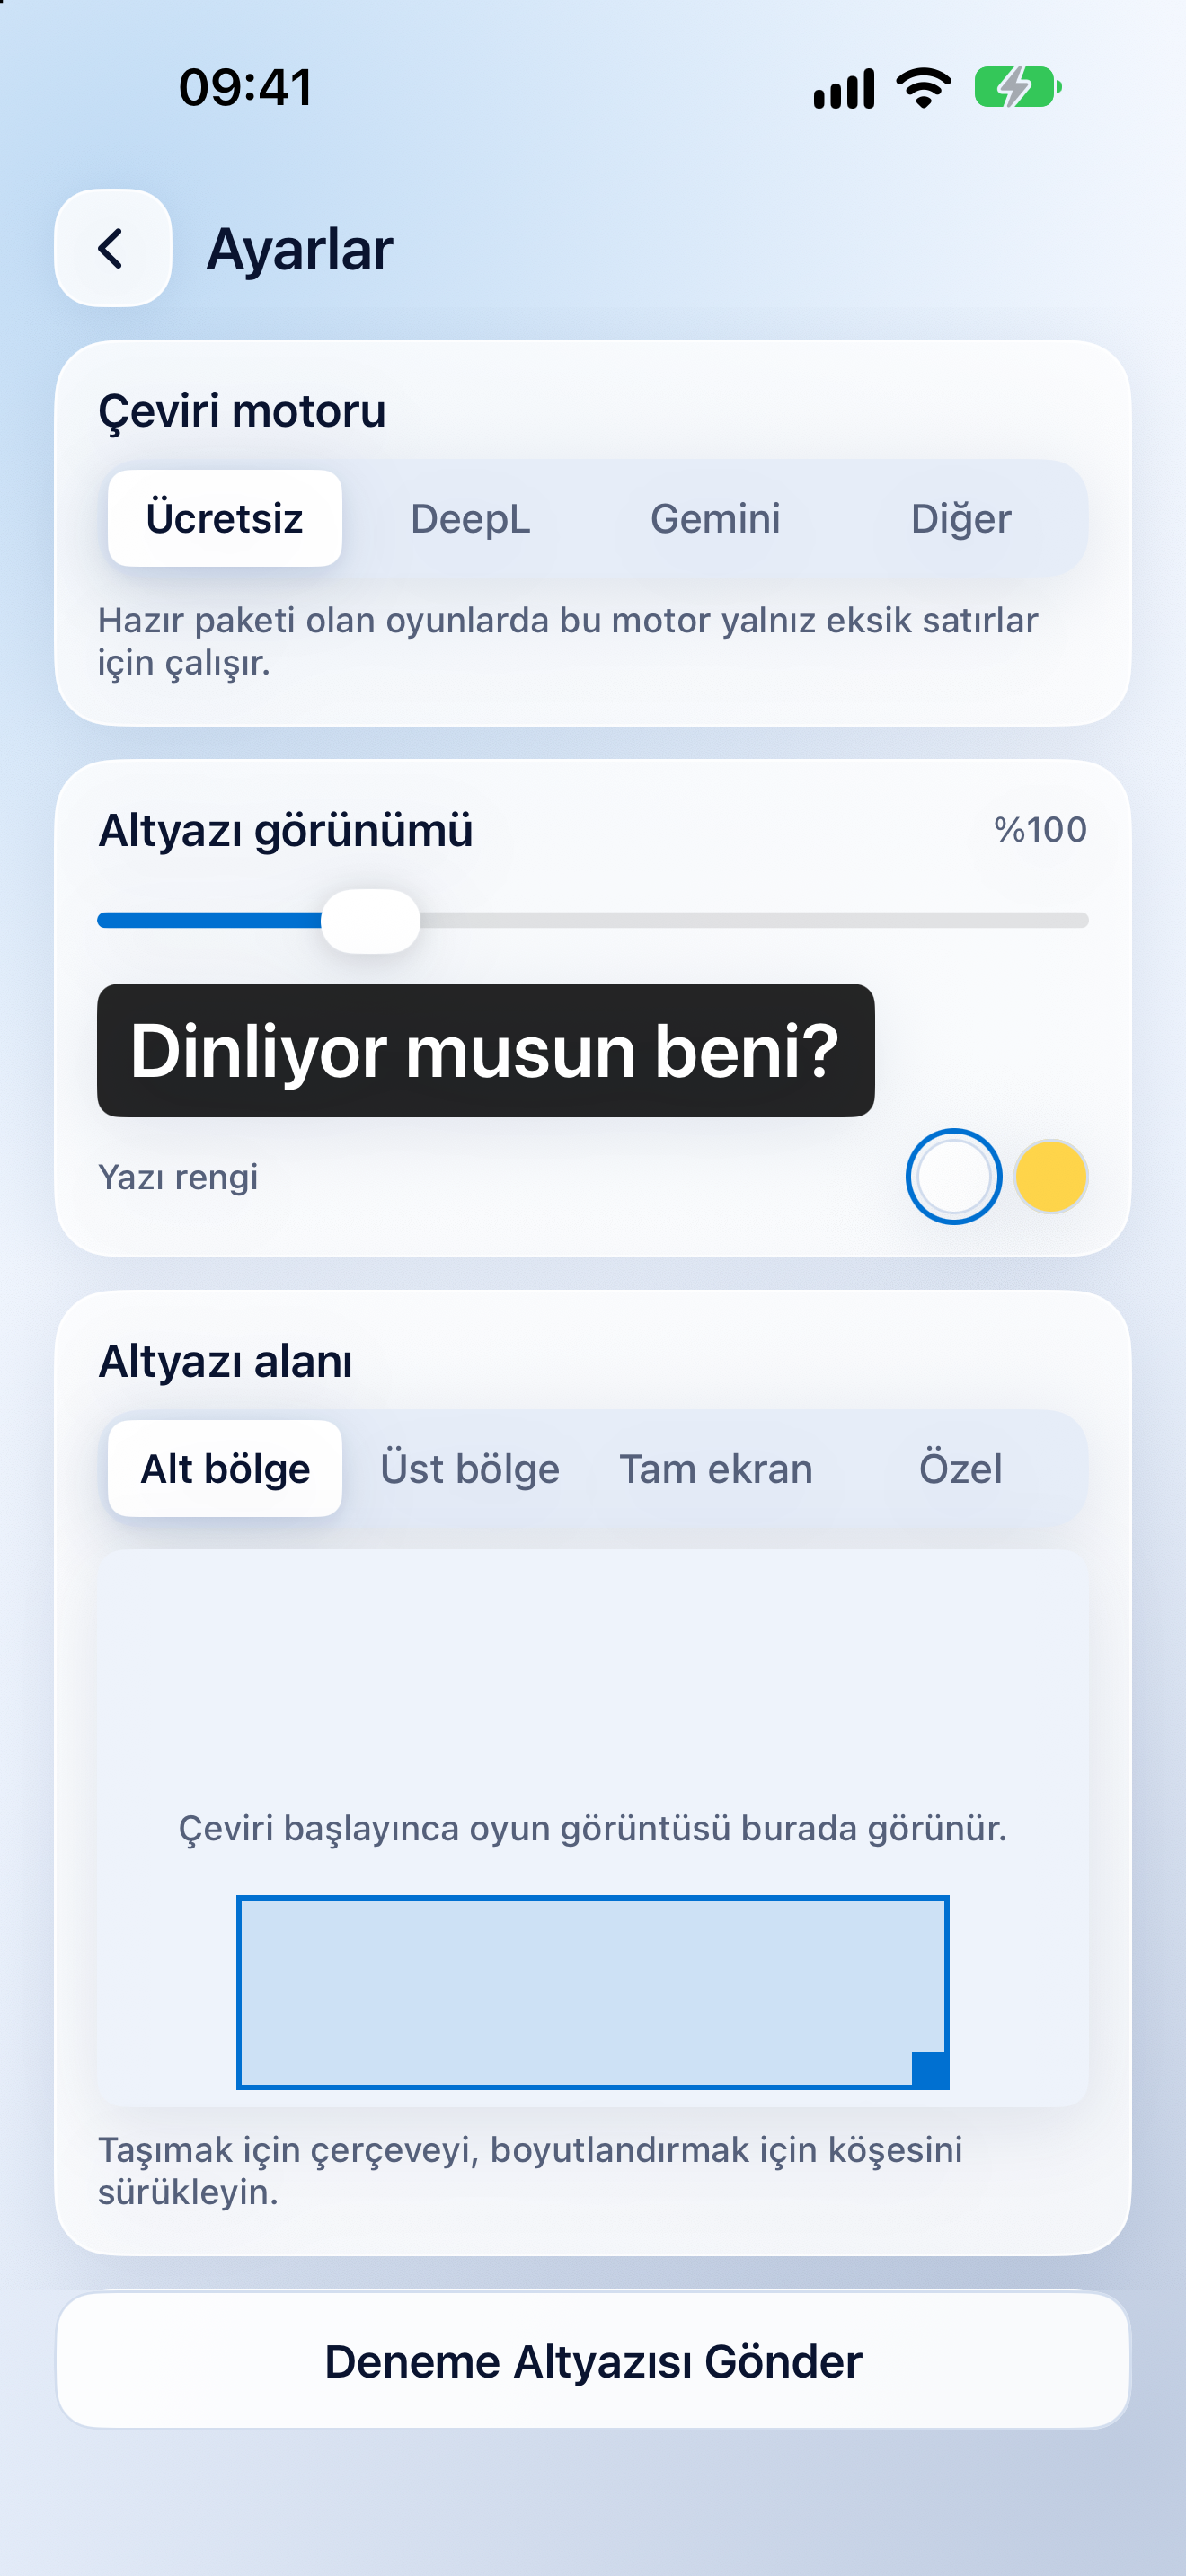 09:41
Ayarlar
Çeviri motoru
Ücretsiz DeepL Gemini Diğer
Hazır paketi olan oyunlarda bu motor yalnız eksik satırlar
için çalışır.
Altyazı görünümü %100
Dinliyor musun beni?
Yazı rengi
Altyazı alanı
Alt bölge Üst bölge Tam ekran Özel
Çeviri başlayınca oyun görüntüsü burada görünür.
Taşımak için çerçeveyi, boyutlandırmak için köşesini
sürükleyin.
Deneme Altyazısı Gönder